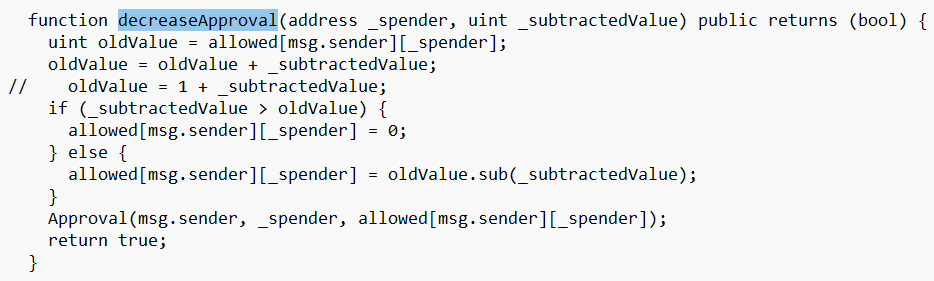 function decreaseApproval(address _spender, uint _subtractedValue) public returns (bool) {
uint oldValue = allowed[msg.sender][_spender];
oldValue = oldValue + _subtractedValue;
//    oldValue = 1 + _subtractedValue;
if (_subtractedValue > oldValue) {
allowed[msg.sender][_spender] = 0;
} else {
allowed[msg.sender][_spender] = oldValue.sub(_subtractedValue);
}
Approval(msg.sender, _spender, allowed[msg.sender][_spender]);
return true;
}